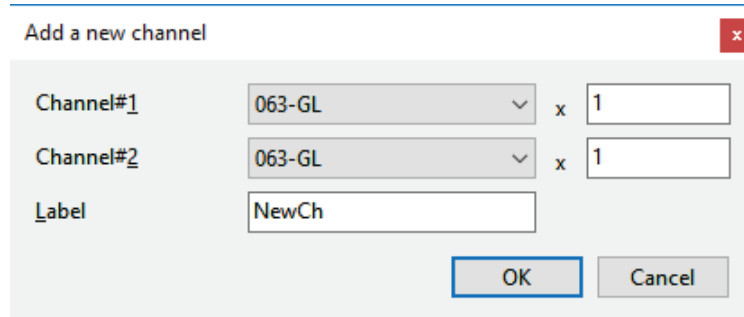 Add a new channel x
Channel#1 063-GL x 1
Channel#2 063-GL x 1
Label NewCh
OK Cancel